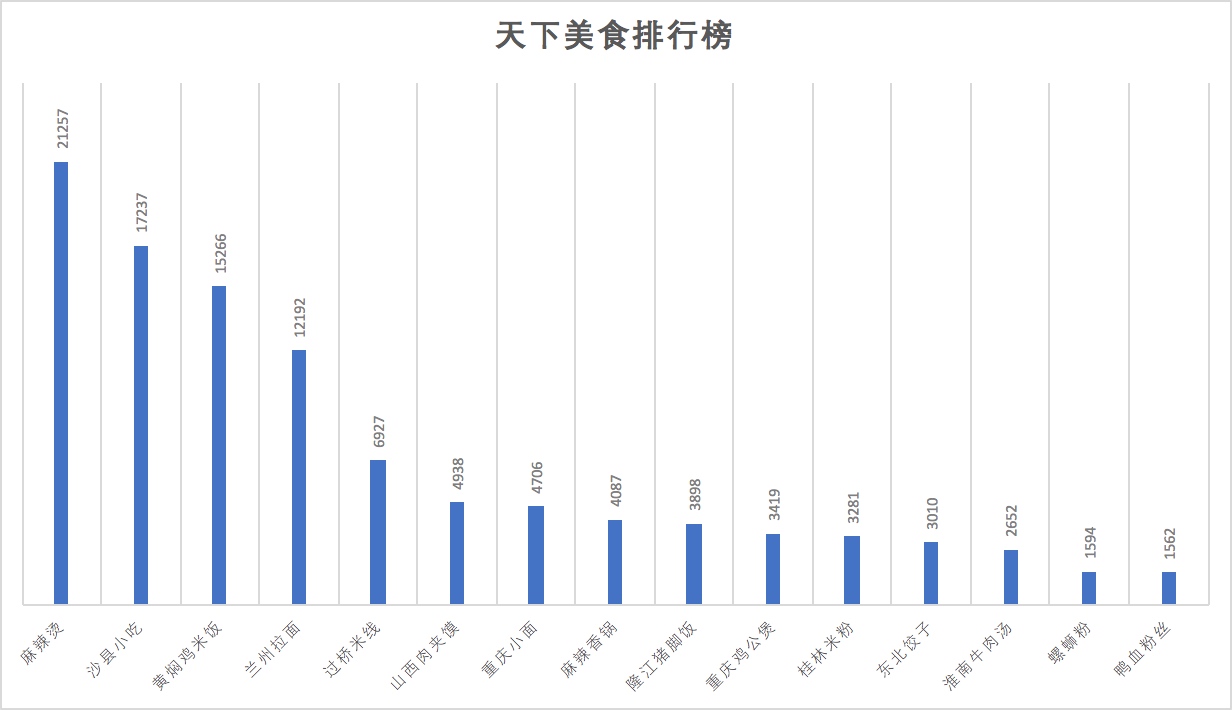 天下美食排行榜
21257
17237
15266
12192
6927
4938
4706
4087
3898
3419
3281
3010
2652
1594
1562
麻辣烫
沙县小吃
黄焖鸡米饭
兰州拉面
过桥米线
山西肉夹馍
重庆小面
麻辣香锅
隆江猪脚饭
重庆鸡公煲
桂林米粉
东北饺子
淮南牛肉汤
螺蛳粉
鸭血粉丝